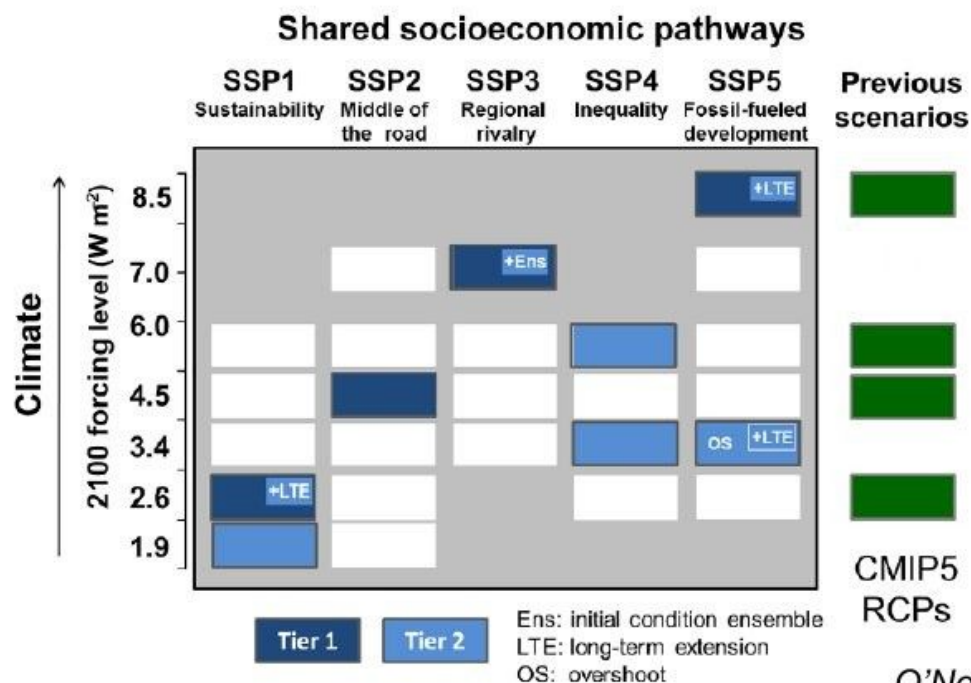 Shared socioeconomic pathways
SSP1 SSP2 SSP3 SSP4 SSP5
Sustainability Middle of the road Regional rivalry Inequality Fossil-fueled development
Previous
scenarios
Climate
2100 forcing level (W m-2)
8.5 +LTE
7.0 +Ens
6.0
4.5
3.4 OS +LTE
2.6 +LTE
1.9
CMIP5
RCPs
Tier 1 Tier 2
Ens: initial condition ensemble
LTE: long-term extension
OS: overshoot